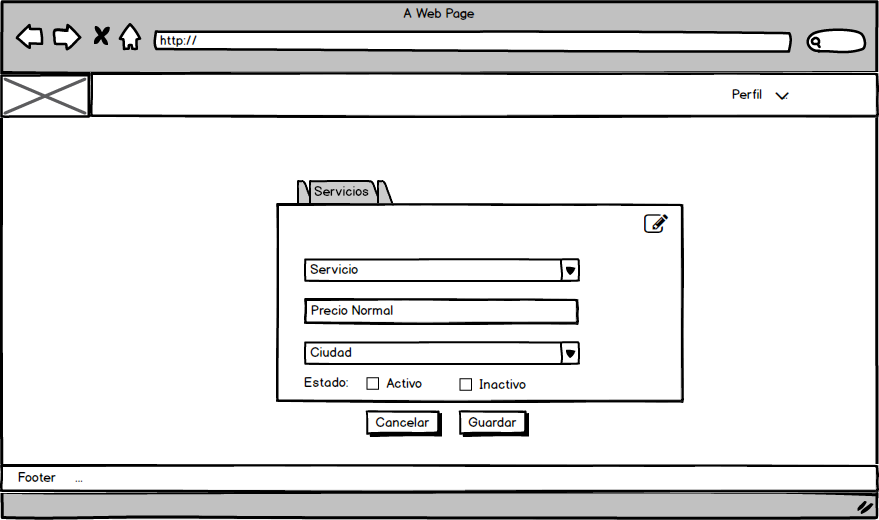 A Web Page
http://
Perfil
Servicios
Servicio
Precio Normal
Ciudad
Estado: Activo Inactivo
Cancelar Guardar
Footer ...